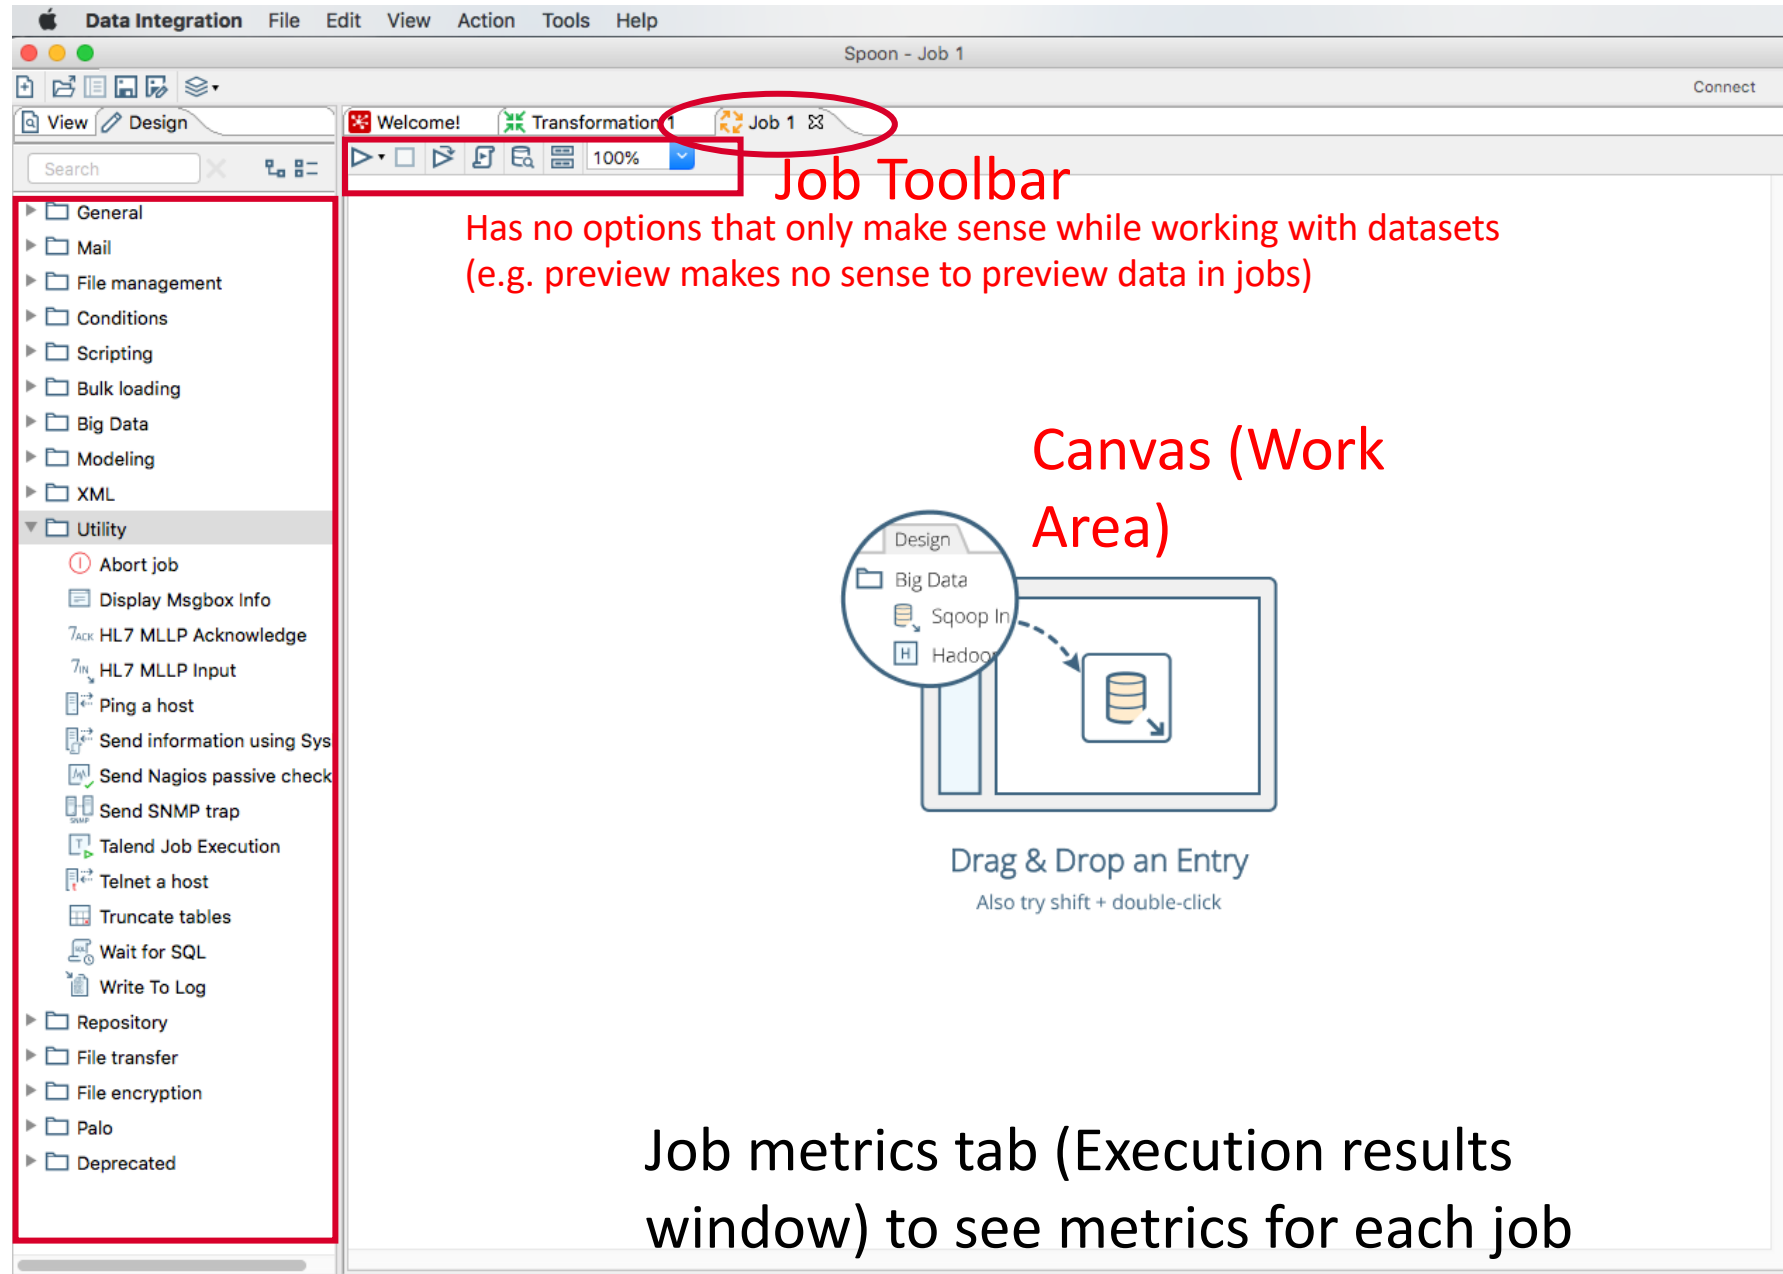 Data Integration File Edit View Action Tools Help
Spoon - Job 1
Connect
View Design
Welcome! Transformation 1 Job 1
Search
100%
Job Toolbar
Has no options that only make sense while working with datasets
(e.g. preview makes no sense to preview data in jobs)
General
Mail
File management
Conditions
Scripting
Bulk loading
Big Data
Modeling
XML
Utility
Abort job
Display Msgbox Info
7ACK HL7 MLLP Acknowledge
7IN HL7 MLLP Input
Ping a host
Send information using Sys
Send Nagios passive check
SNMP Send SNMP trap
Talend Job Execution
Telnet a host
Truncate tables
Wait for SQL
Write To Log
Repository
File transfer
File encryption
Palo
Deprecated
Canvas (Work
Area)
Design
Big Data
Sqoop In
H Hadoop
Drag & Drop an Entry
Also try shift + double-click
Job metrics tab (Execution results
window) to see metrics for each job